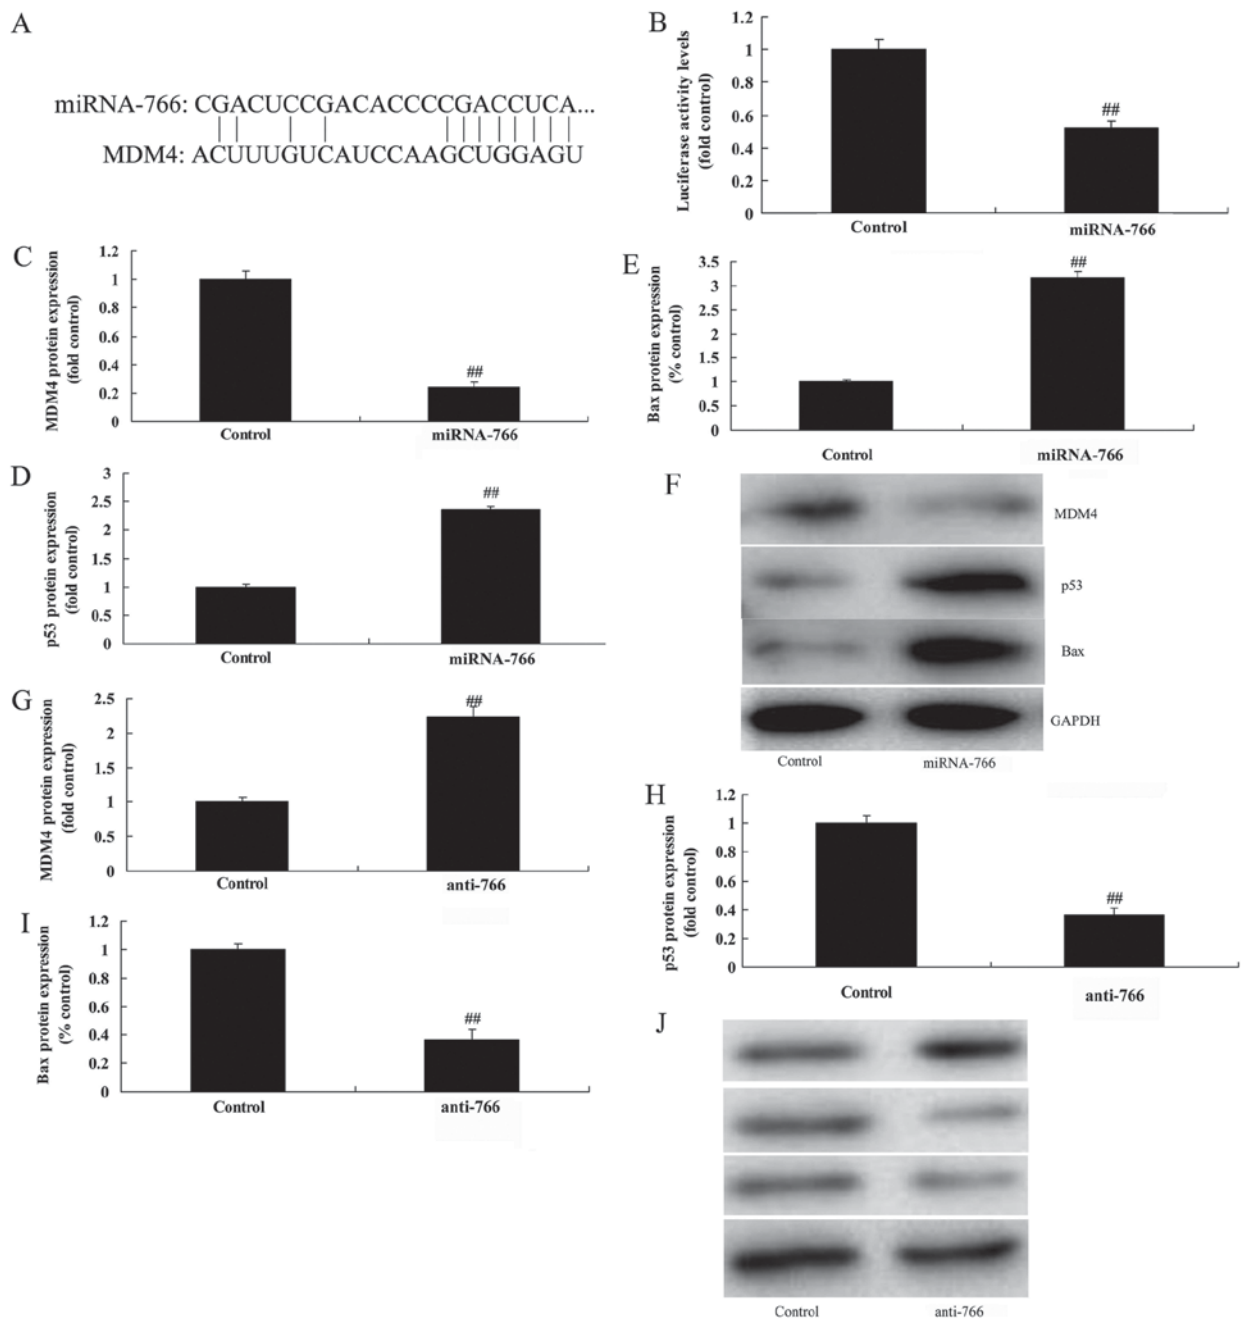 A
miRNA-766: CGACUCCGACACCCCGACCUCA...
MDM4: ACUUUGUCAUCCAAGCUGGAGU
B
Luciferase activity levels
(fold control)
1.2
1
0.8
0.6
0.4
0.2
0
##
Control
miRNA-766
C
MDM4 protein expression
(fold control)
1.2
1
0.8
0.6
0.4
0.2
0
##
Control
miRNA-766
E
Bax protein expression
(% control)
3.5
3
2.5
2
1.5
1
0.5
0
##
Control
miRNA-766
D
p53 protein expression
(fold control)
3
2.5
2
1.5
1
0.5
0
##
Control
miRNA-766
F
MDM4
p53
Bax
GAPDH
Control
miRNA-766
G
MDM4 protein expression
(fold control)
2.5
2
1.5
1
0.5
0
##
Control
anti-766
H
p53 protein expression
(fold control)
1.2
1
0.8
0.6
0.4
0.2
0
##
Control
anti-766
I
Bax protein expression
(% control)
1.2
1
0.8
0.6
0.4
0.2
0
##
Control
anti-766
J
Control
anti-766